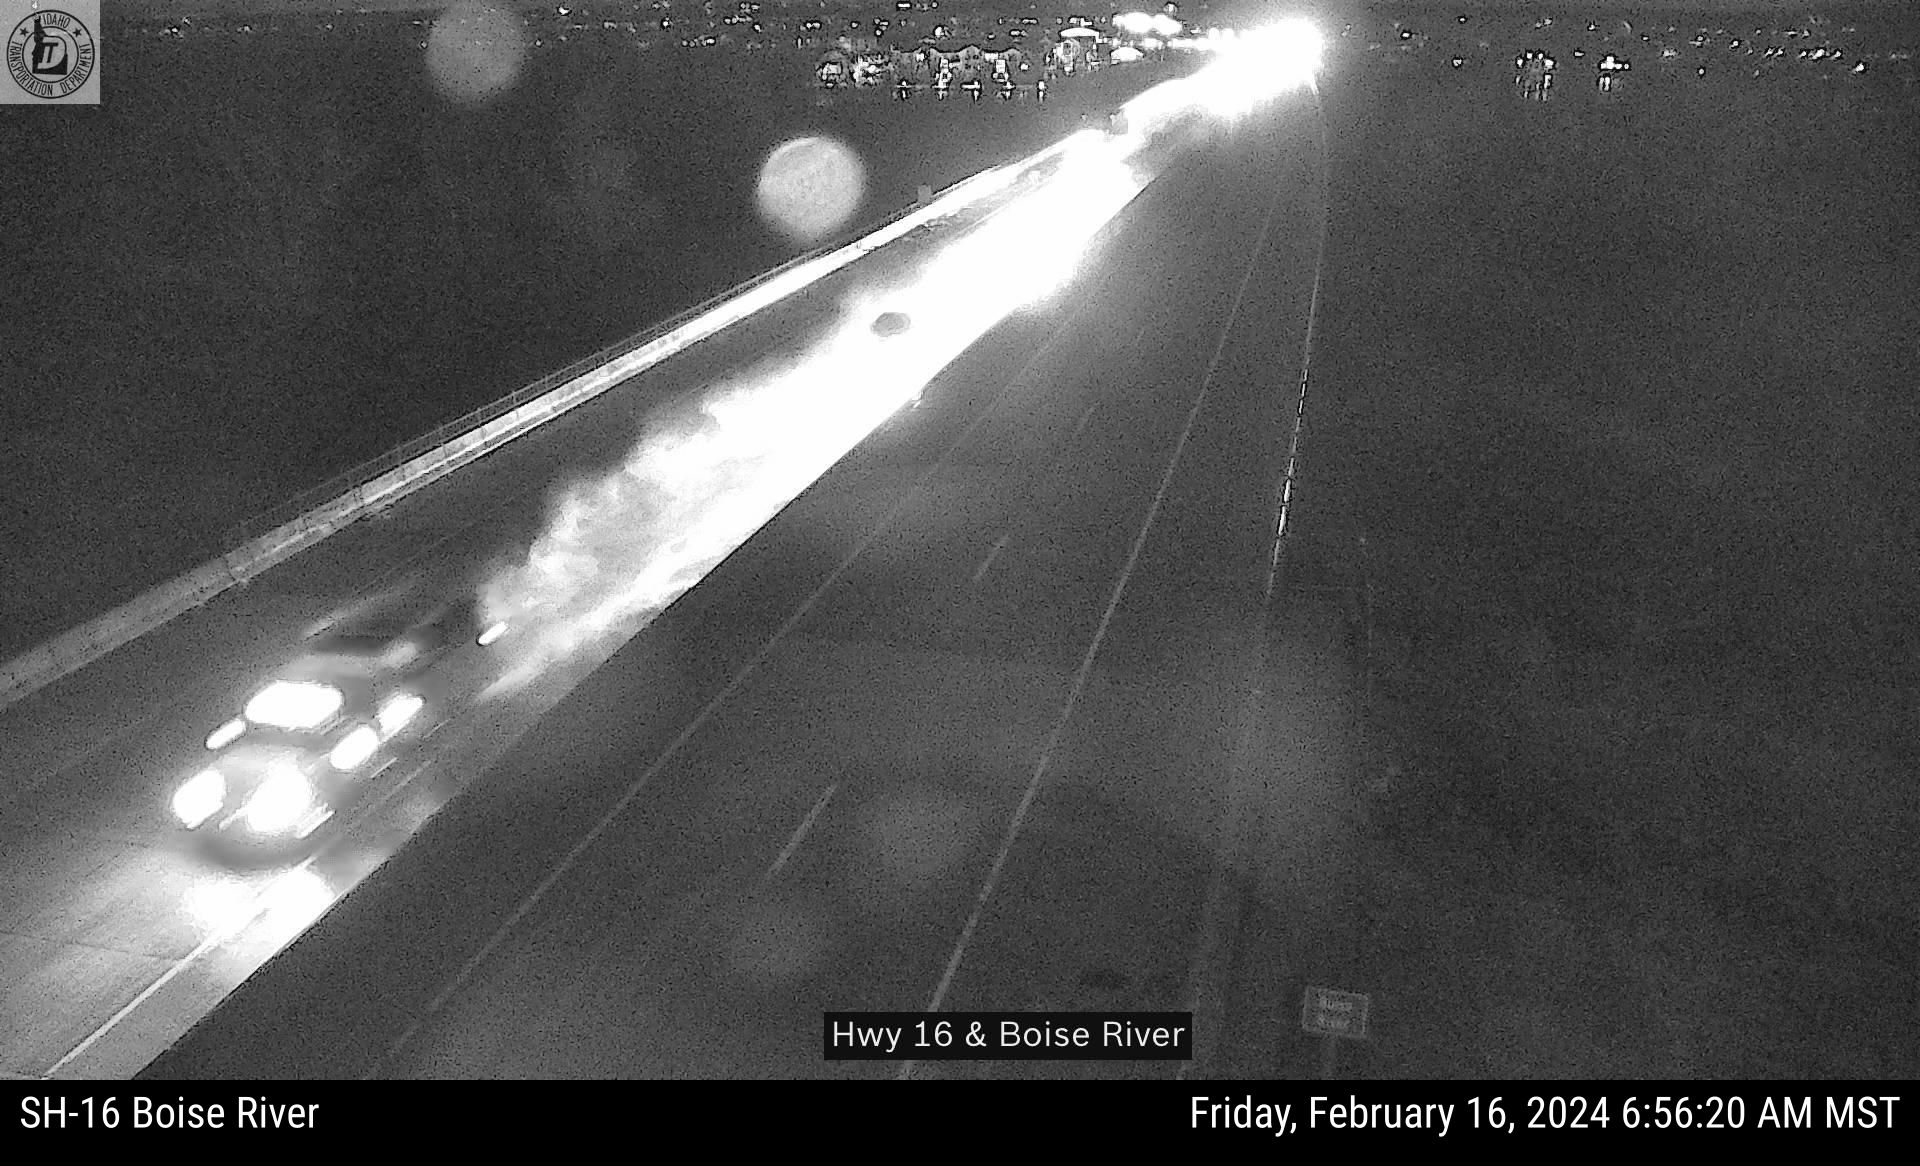 IDAHO
TRANSPORTATION DEPARTMENT
Hwy 16 & Boise River
SH-16 Boise River
Friday, February 16, 2024 6:56:20 AM MST